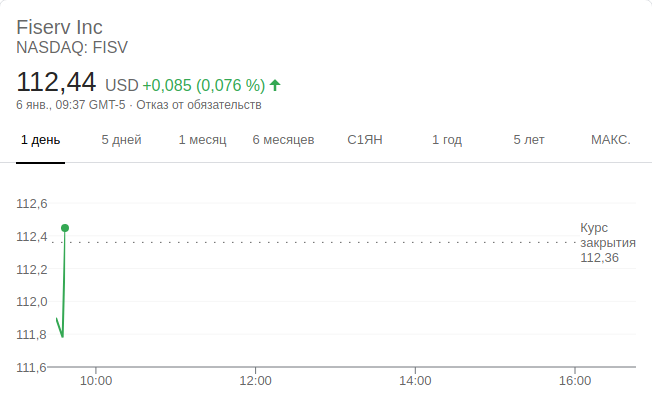 Fiserv Inc
NASDAQ: FISV
112,44 USD +0,085 (0,076 %)
6 янв., 09:37 GMT-5 · Отказ от обязательств
1 день 5 дней 1 месяц 6 месяцев С1ЯН 1 год 5 лет МАКС.
112,6
112,4
112,2
112,0
111,8
111,6
Курс
закрытия
112,36
10:00 12:00 14:00 16:00